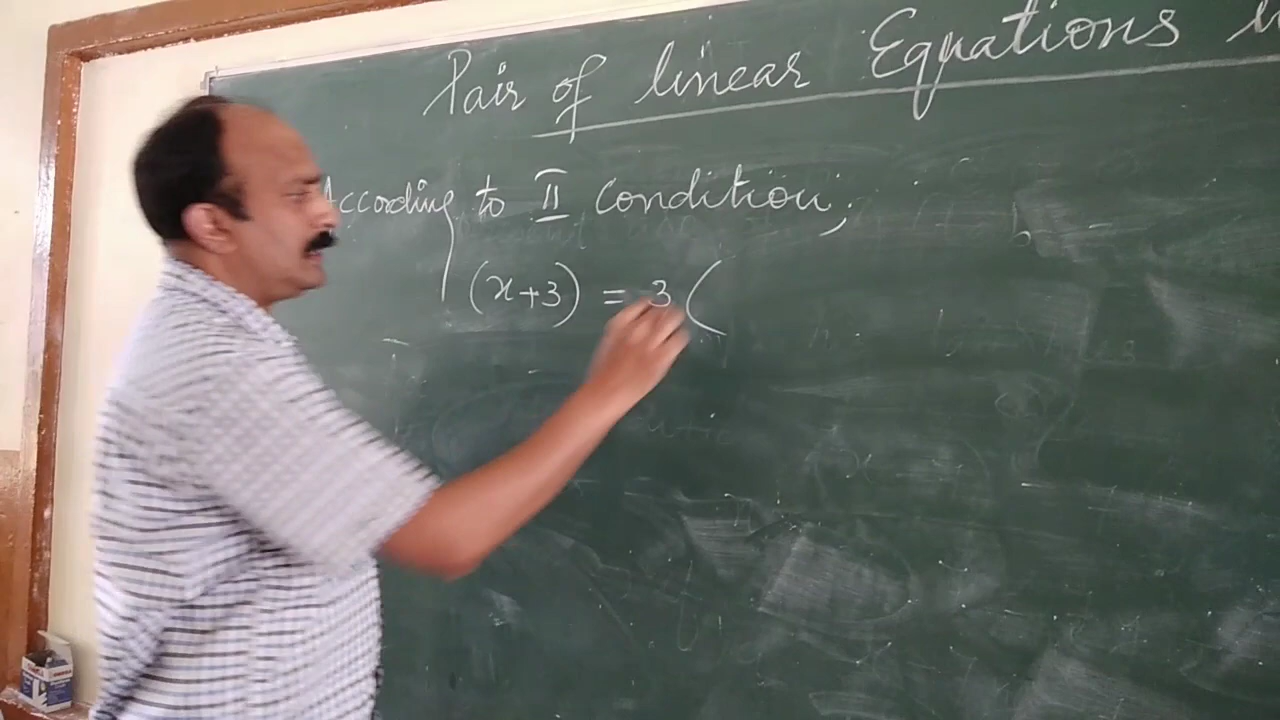 Pair of linear Equations
According to II condition;
(x+3) = 3(